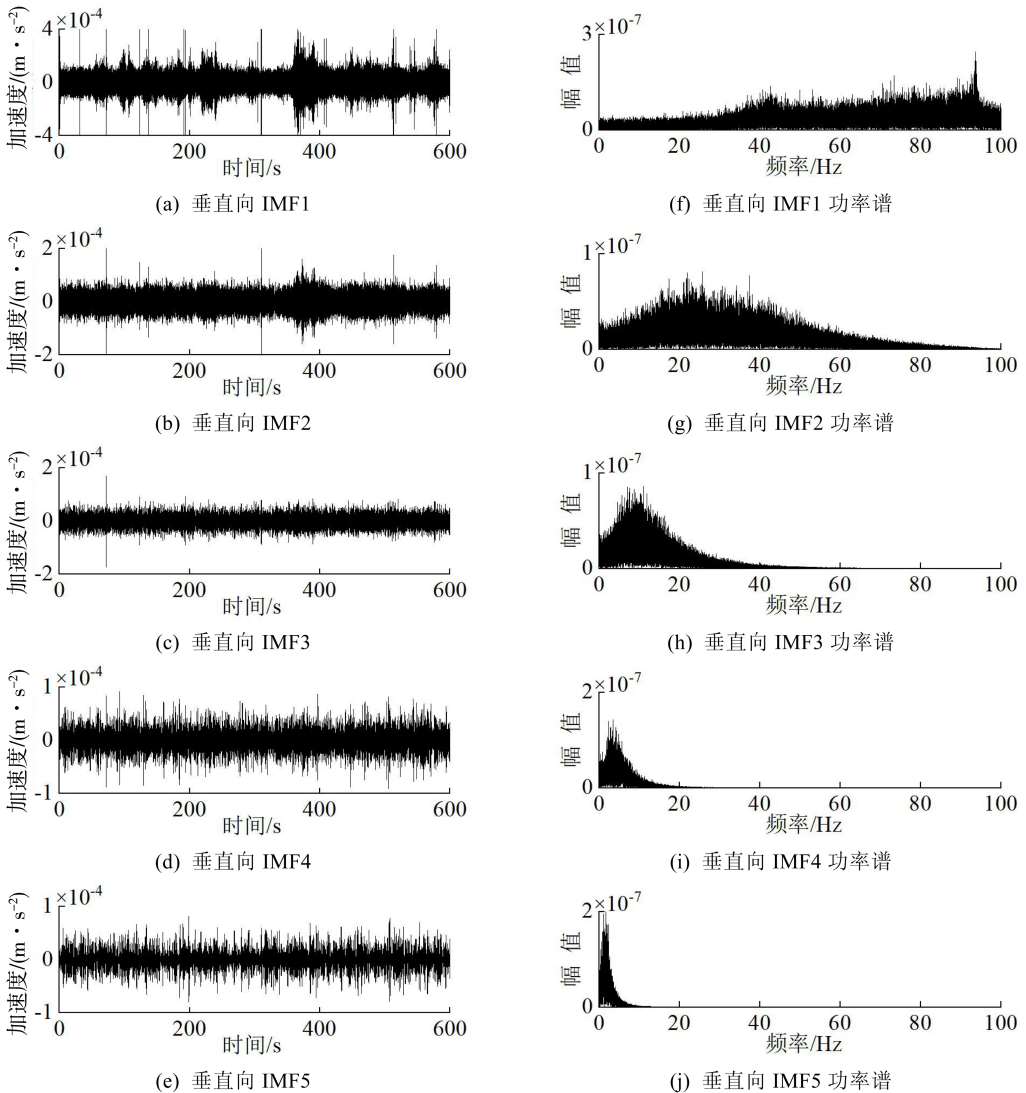 ×10⁻⁴
加速度/(m·s⁻²)
4
0
-4
0 200 400 600
时间/s
(a) 垂直向 IMF1
×10⁻⁷
幅 值
3
0
0 20 40 60 80 100
频率/Hz
(f) 垂直向 IMF1 功率谱
×10⁻⁴
加速度/(m·s⁻²)
2
0
-2
0 200 400 600
时间/s
(b) 垂直向 IMF2
×10⁻⁷
幅 值
1
0
0 20 40 60 80 100
频率/Hz
(g) 垂直向 IMF2 功率谱
×10⁻⁴
加速度/(m·s⁻²)
2
0
-2
0 200 400 600
时间/s
(c) 垂直向 IMF3
×10⁻⁷
幅 值
1
0
0 20 40 60 80 100
频率/Hz
(h) 垂直向 IMF3 功率谱
×10⁻⁴
加速度/(m·s⁻²)
1
0
-1
0 200 400 600
时间/s
(d) 垂直向 IMF4
×10⁻⁷
幅 值
2
0
0 20 40 60 80 100
频率/Hz
(i) 垂直向 IMF4 功率谱
×10⁻⁴
加速度/(m·s⁻²)
1
0
-1
0 200 400 600
时间/s
(e) 垂直向 IMF5
×10⁻⁷
幅 值
2
0
0 20 40 60 80 100
频率/Hz
(j) 垂直向 IMF5 功率谱